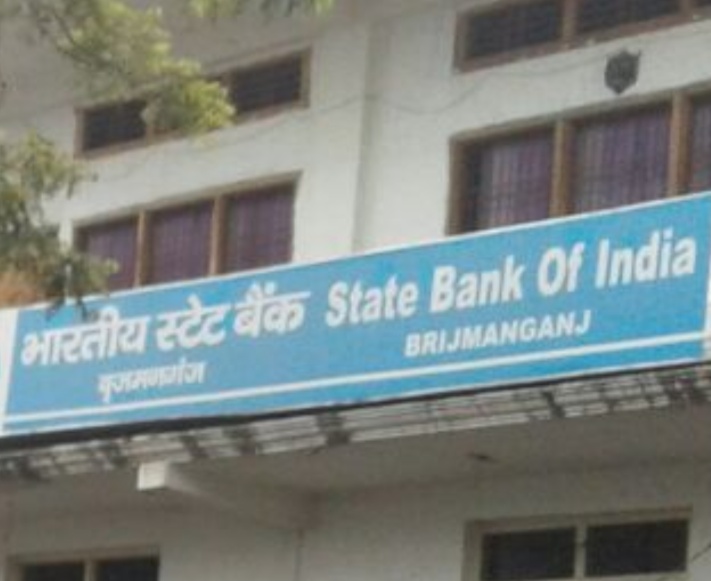 भारतीय स्टेट बैंक State Bank Of India
बृजमनगंज BRIJMANGANJ